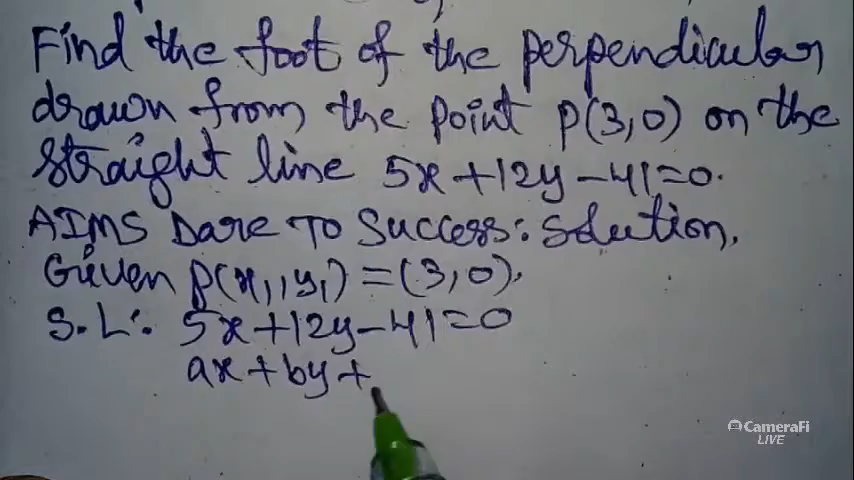 Find the foot of the perpendicular
drawn from the point P(3,0) on the
straight line 5x+12y-41=0.
AIMS Dare To Success: Solution.
Given P(x₁,y₁)=(3,0).
S.L: 5x+12y-41=0
ax+by+
CameraFi
LIVE